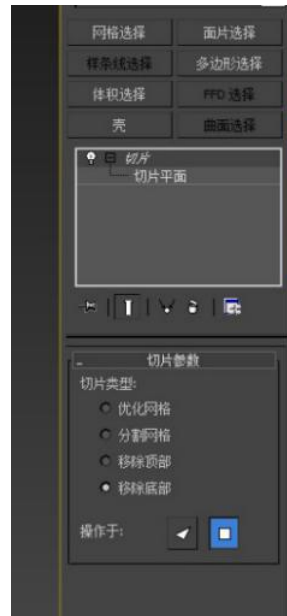 网格选择 面片选择
样条线选择 多边形选择
体积选择 FFD 选择
壳 曲面选择
切片
切片平面
- 切片参数
切片类型:
优化网格
分割网格
移除顶部
移除底部
操作于: